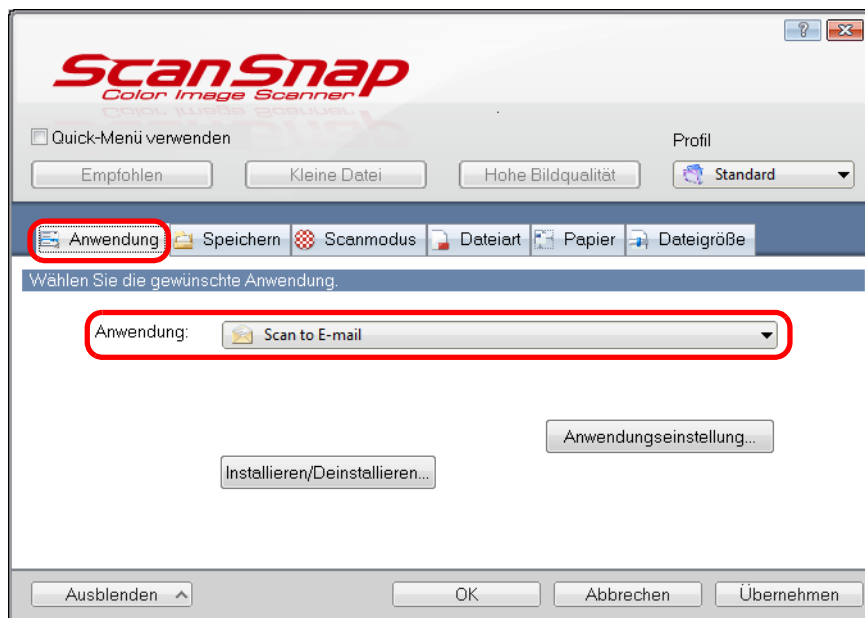 ScanSnap
Color Image Scanner
Quick-Menü verwenden
Profil
Empfohlen Kleine Datei Hohe Bildqualität Standard
Anwendung Speichern Scanmodus Dateiart Papier Dateigröße
Wählen Sie die gewünschte Anwendung.
Anwendung: Scan to E-mail
Anwendungseinstellung...
Installieren/Deinstallieren...
Ausblenden OK Abbrechen Übernehmen